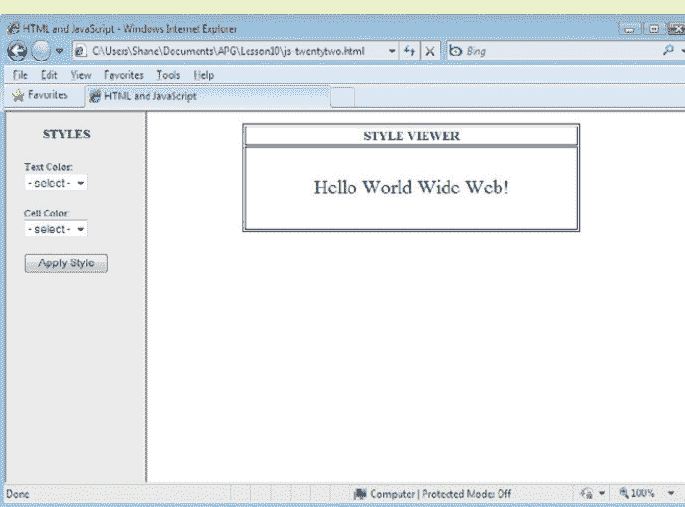 HTML and JavaScript - Windows Internet Explorer
C:\Users\Shane\Documents\APG\Lesson10\js-twentytwo.html
Bing
File Edit View Favorites Tools Help
Favorites
HTML and JavaScript
STYLES
Text Color:
- select -
Cell Color:
- select -
Apply Style
STYLE VIEWER
Hello World Wide Web!
Done
Computer | Protected Mode: Off
100%